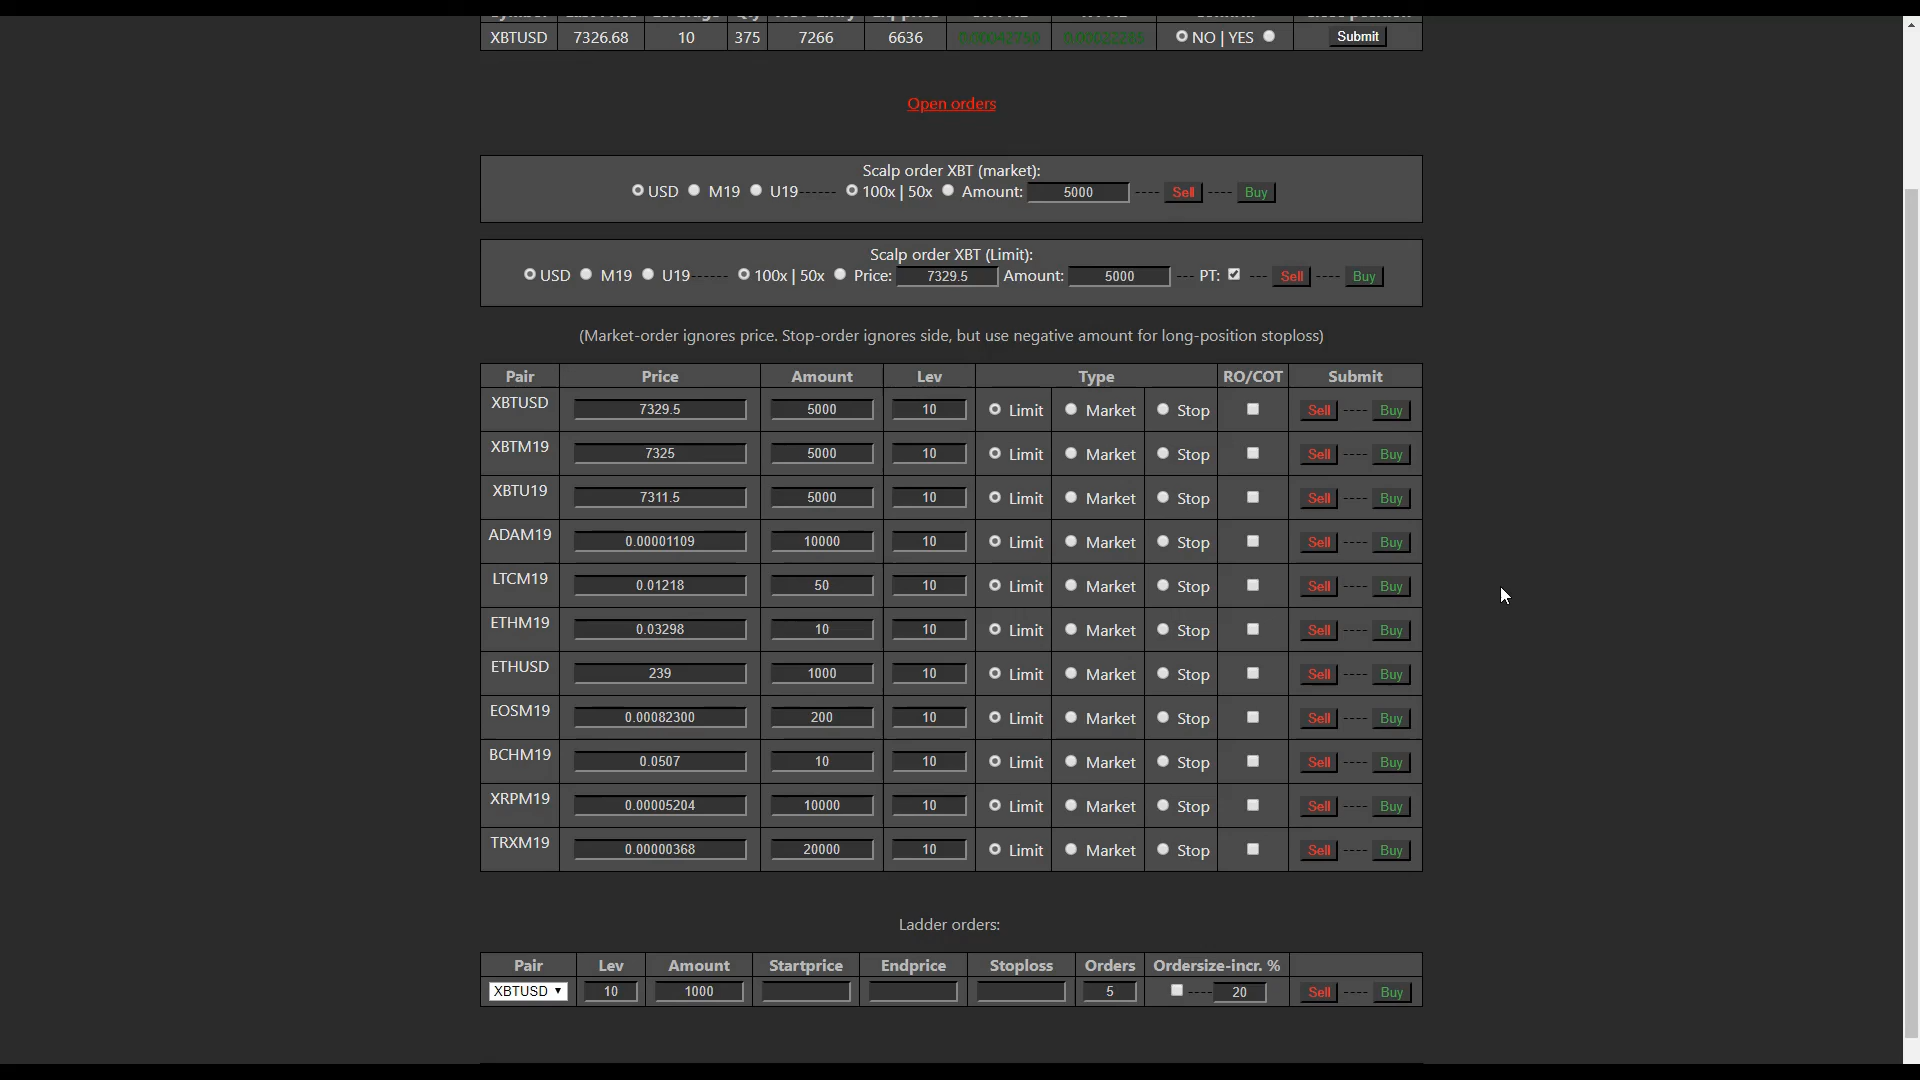 XBTUSD 7326.68 10 375 7266 6636 NO | YES Submit
Open orders
Scalp order XBT (market):
USD M19 U19------ 100x | 50x Amount: 5000 ---- Sell ---- Buy
Scalp order XBT (Limit):
USD M19 U19------ 100x | 50x Price: 7329.5 Amount: 5000 --- PT: --- Sell ---- Buy
(Market-order ignores price. Stop-order ignores side, but use negative amount for long-position stoploss)
Pair Price Amount Lev Type RO/COT Submit
XBTUSD 7329.5 5000 10 Limit Market Stop Sell ---- Buy
XBTM19 7325 5000 10 Limit Market Stop Sell ---- Buy
XBTU19 7311.5 5000 10 Limit Market Stop Sell ---- Buy
ADAM19 0.00001109 10000 10 Limit Market Stop Sell ---- Buy
LTCM19 0.01218 50 10 Limit Market Stop Sell ---- Buy
ETHM19 0.03298 10 10 Limit Market Stop Sell ---- Buy
ETHUSD 239 1000 10 Limit Market Stop Sell ---- Buy
EOSM19 0.00082300 200 10 Limit Market Stop Sell ---- Buy
BCHM19 0.0507 10 10 Limit Market Stop Sell ---- Buy
XRPM19 0.00005204 10000 10 Limit Market Stop Sell ---- Buy
TRXM19 0.00000368 20000 10 Limit Market Stop Sell ---- Buy
Ladder orders:
Pair Lev Amount Startprice Endprice Stoploss Orders Ordersize-incr. %
XBTUSD 10 1000 5 ---- 20 Sell ---- Buy